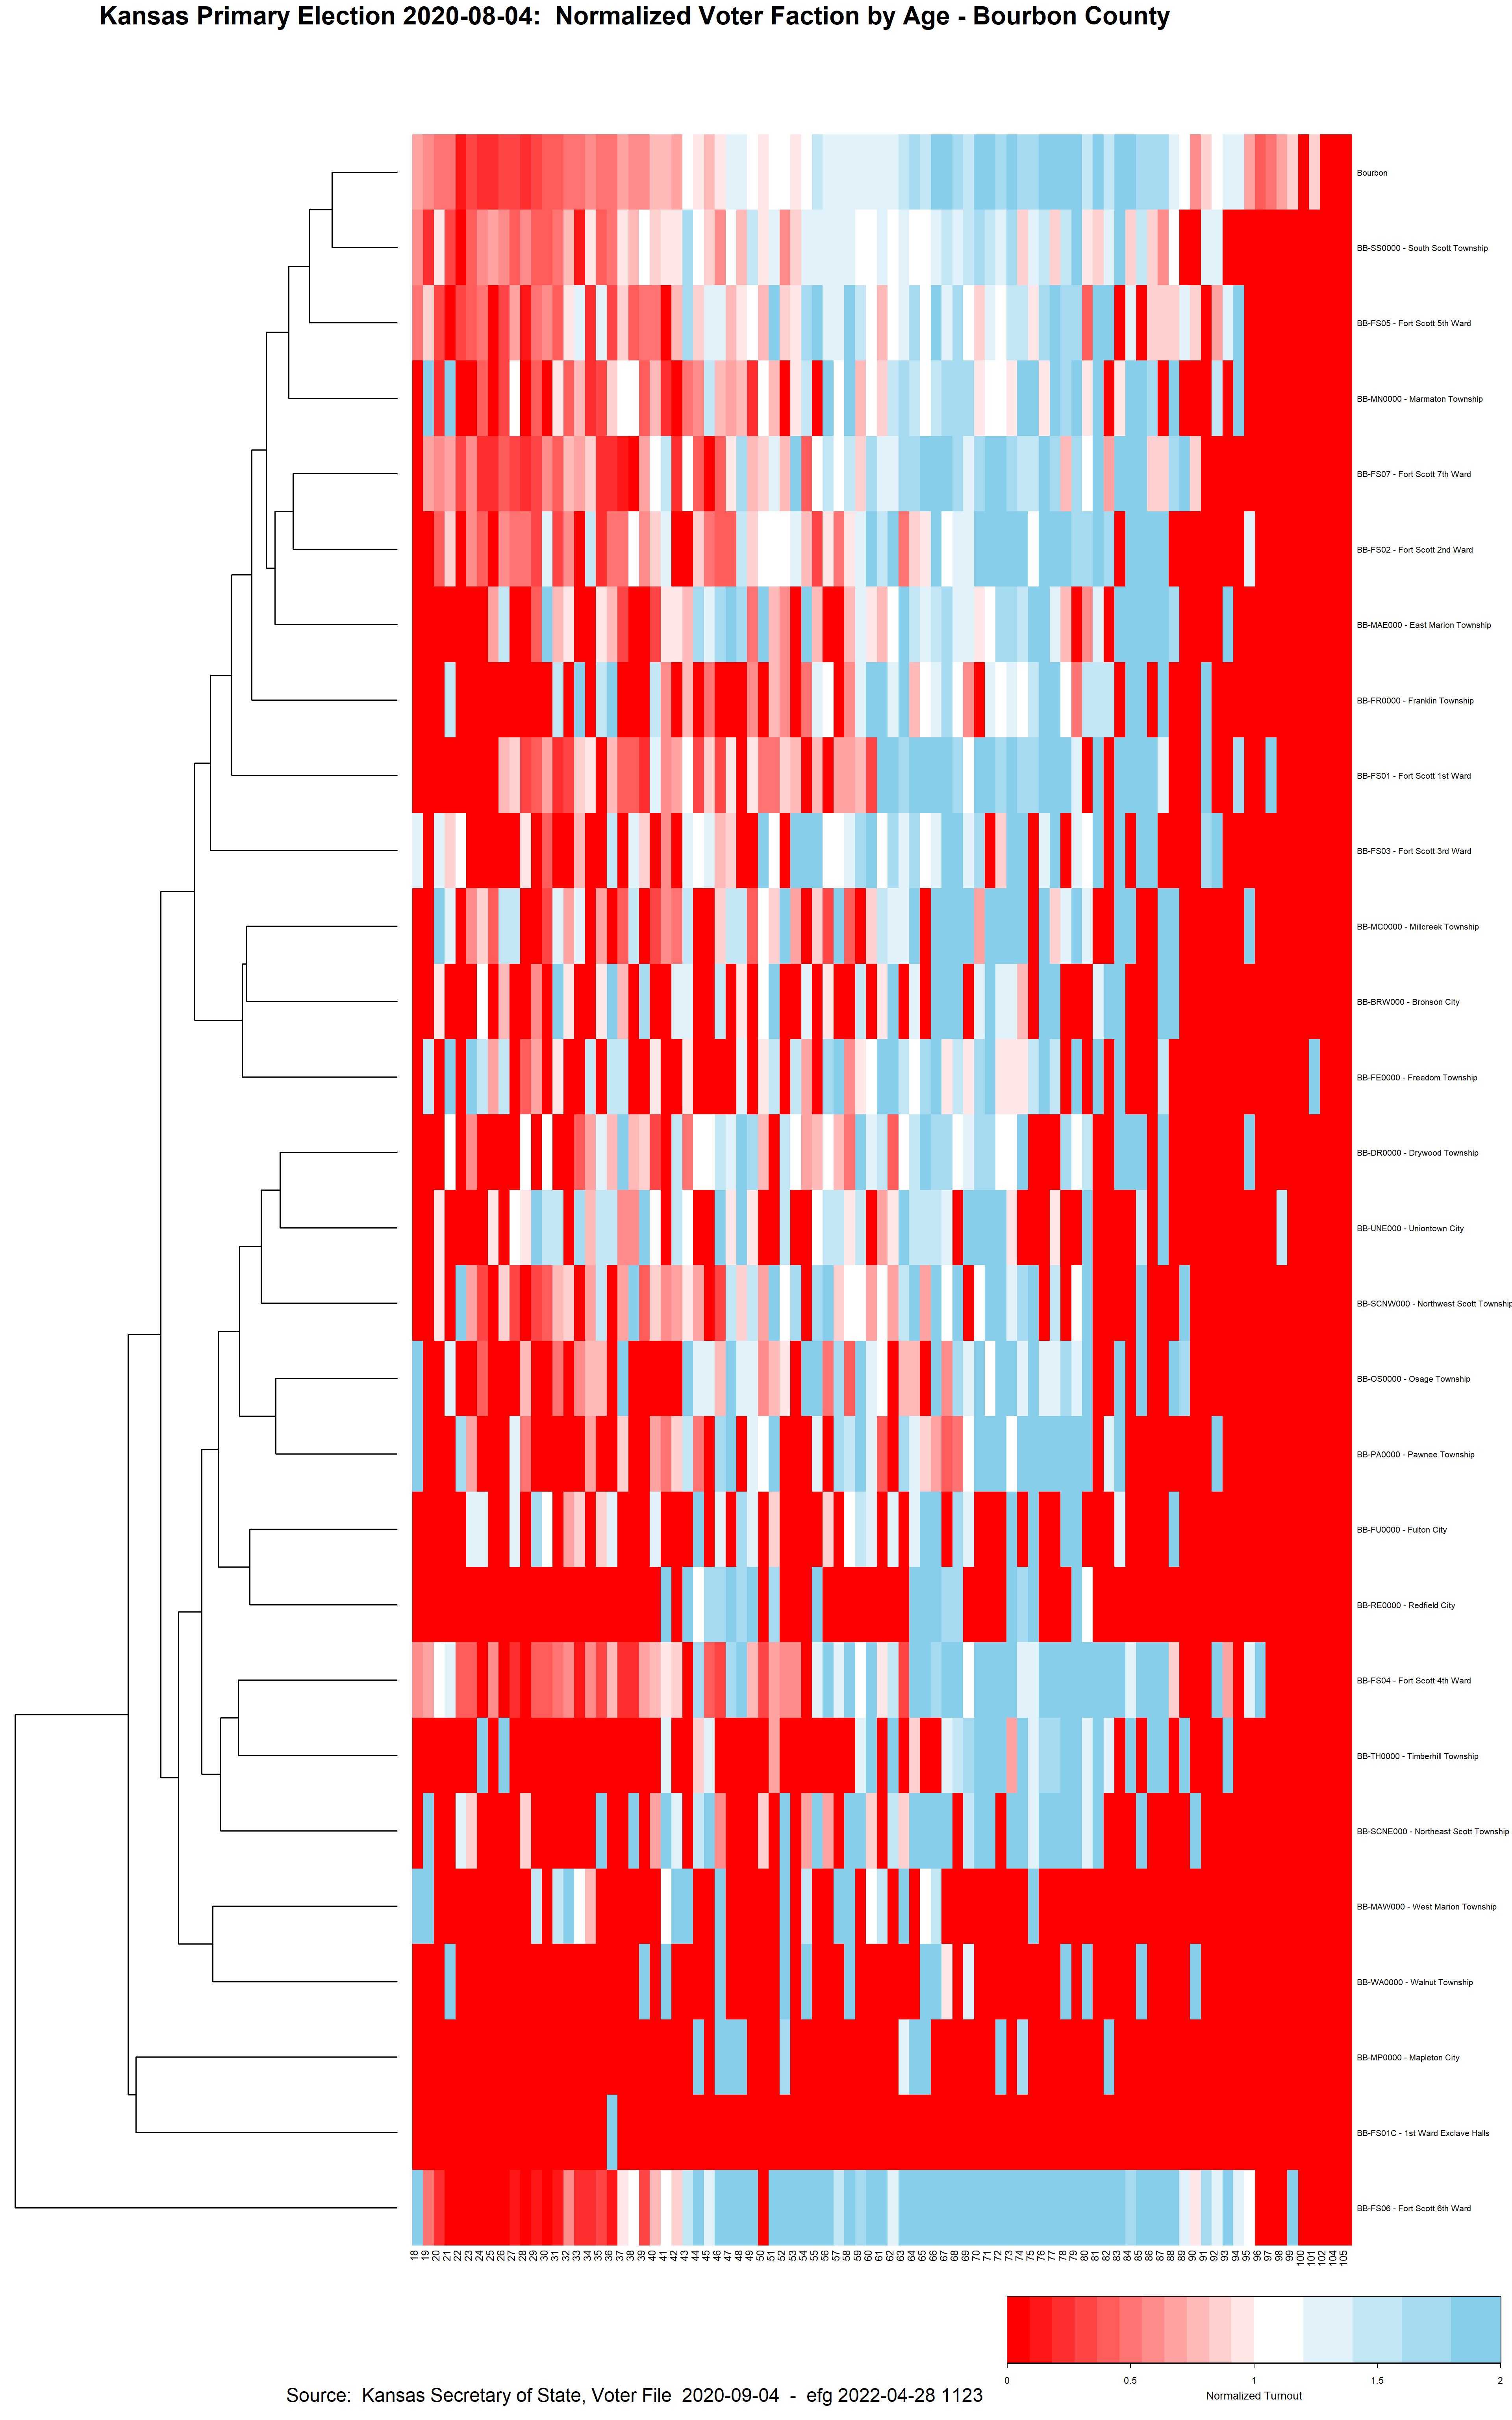 Kansas Primary Election 2020-08-04:  Normalized Voter Faction by Age - Bourbon County
Bourbon
BB-SS0000 - South Scott Township
BB-FS05 - Fort Scott 5th Ward
BB-MN0000 - Marmaton Township
BB-FS07 - Fort Scott 7th Ward
BB-FS02 - Fort Scott 2nd Ward
BB-MAE000 - East Marion Township
BB-FR0000 - Franklin Township
BB-FS01 - Fort Scott 1st Ward
BB-FS03 - Fort Scott 3rd Ward
BB-MC0000 - Millcreek Township
BB-BRW000 - Bronson City
BB-FE0000 - Freedom Township
BB-DR0000 - Drywood Township
BB-UNE000 - Uniontown City
BB-SCNW000 - Northwest Scott Township
BB-OS0000 - Osage Township
BB-PA0000 - Pawnee Township
BB-FU0000 - Fulton City
BB-RE0000 - Redfield City
BB-FS04 - Fort Scott 4th Ward
BB-TH0000 - Timberhill Township
BB-SCNE000 - Northeast Scott Township
BB-MAW000 - West Marion Township
BB-WA0000 - Walnut Township
BB-MP0000 - Mapleton City
BB-FS01C - 1st Ward Exclave Halls
BB-FS06 - Fort Scott 6th Ward
18 19 20 21 22 23 24 25 26 27 28 29 30 31 32 33 34 35 36 37 38 39 40 41 42 43 44 45 46 47 48 49 50 51 52 53 54 55 56 57 58 59 60 61 62 63 64 65 66 67 68 69 70 71 72 73 74 75 76 77 78 79 80 81 82 83 84 85 86 87 88 89 90 91 92 93 94 95 96 97 98 99 100 101 102 104 105
0 0.5 1 1.5 2
Normalized Turnout
Source:  Kansas Secretary of State, Voter File  2020-09-04  -  efg 2022-04-28 1123